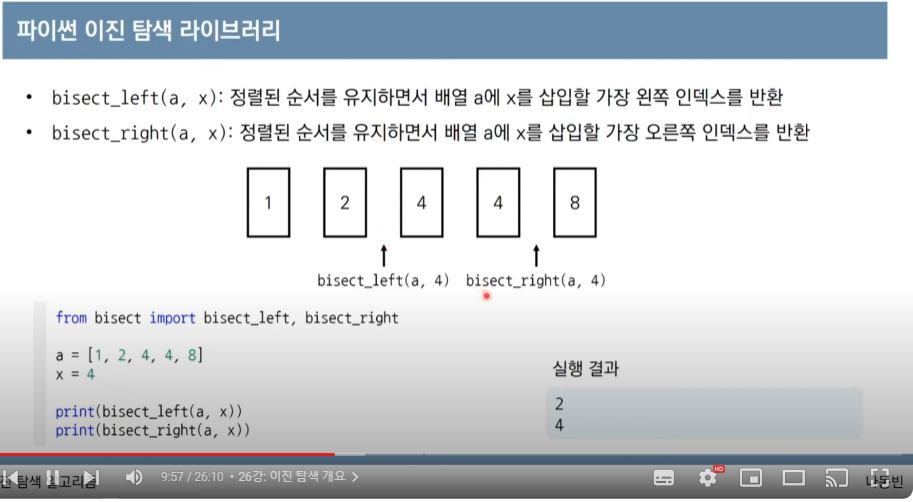 파이썬 이진 탐색 라이브러리
• bisect_left(a, x): 정렬된 순서를 유지하면서 배열 a에 x를 삽입할 가장 왼쪽 인덱스를 반환
• bisect_right(a, x): 정렬된 순서를 유지하면서 배열 a에 x를 삽입할 가장 오른쪽 인덱스를 반환
1 2 4 4 8
bisect_left(a, 4) bisect_right(a, 4)
from bisect import bisect_left, bisect_right
a = [1, 2, 4, 4, 8]
x = 4
print(bisect_left(a, x))
print(bisect_right(a, x))
실행 결과
2
4
9:57 / 26:10 • 26강: 이진 탐색 개요
HD
탐색 알고리즘
나동빈